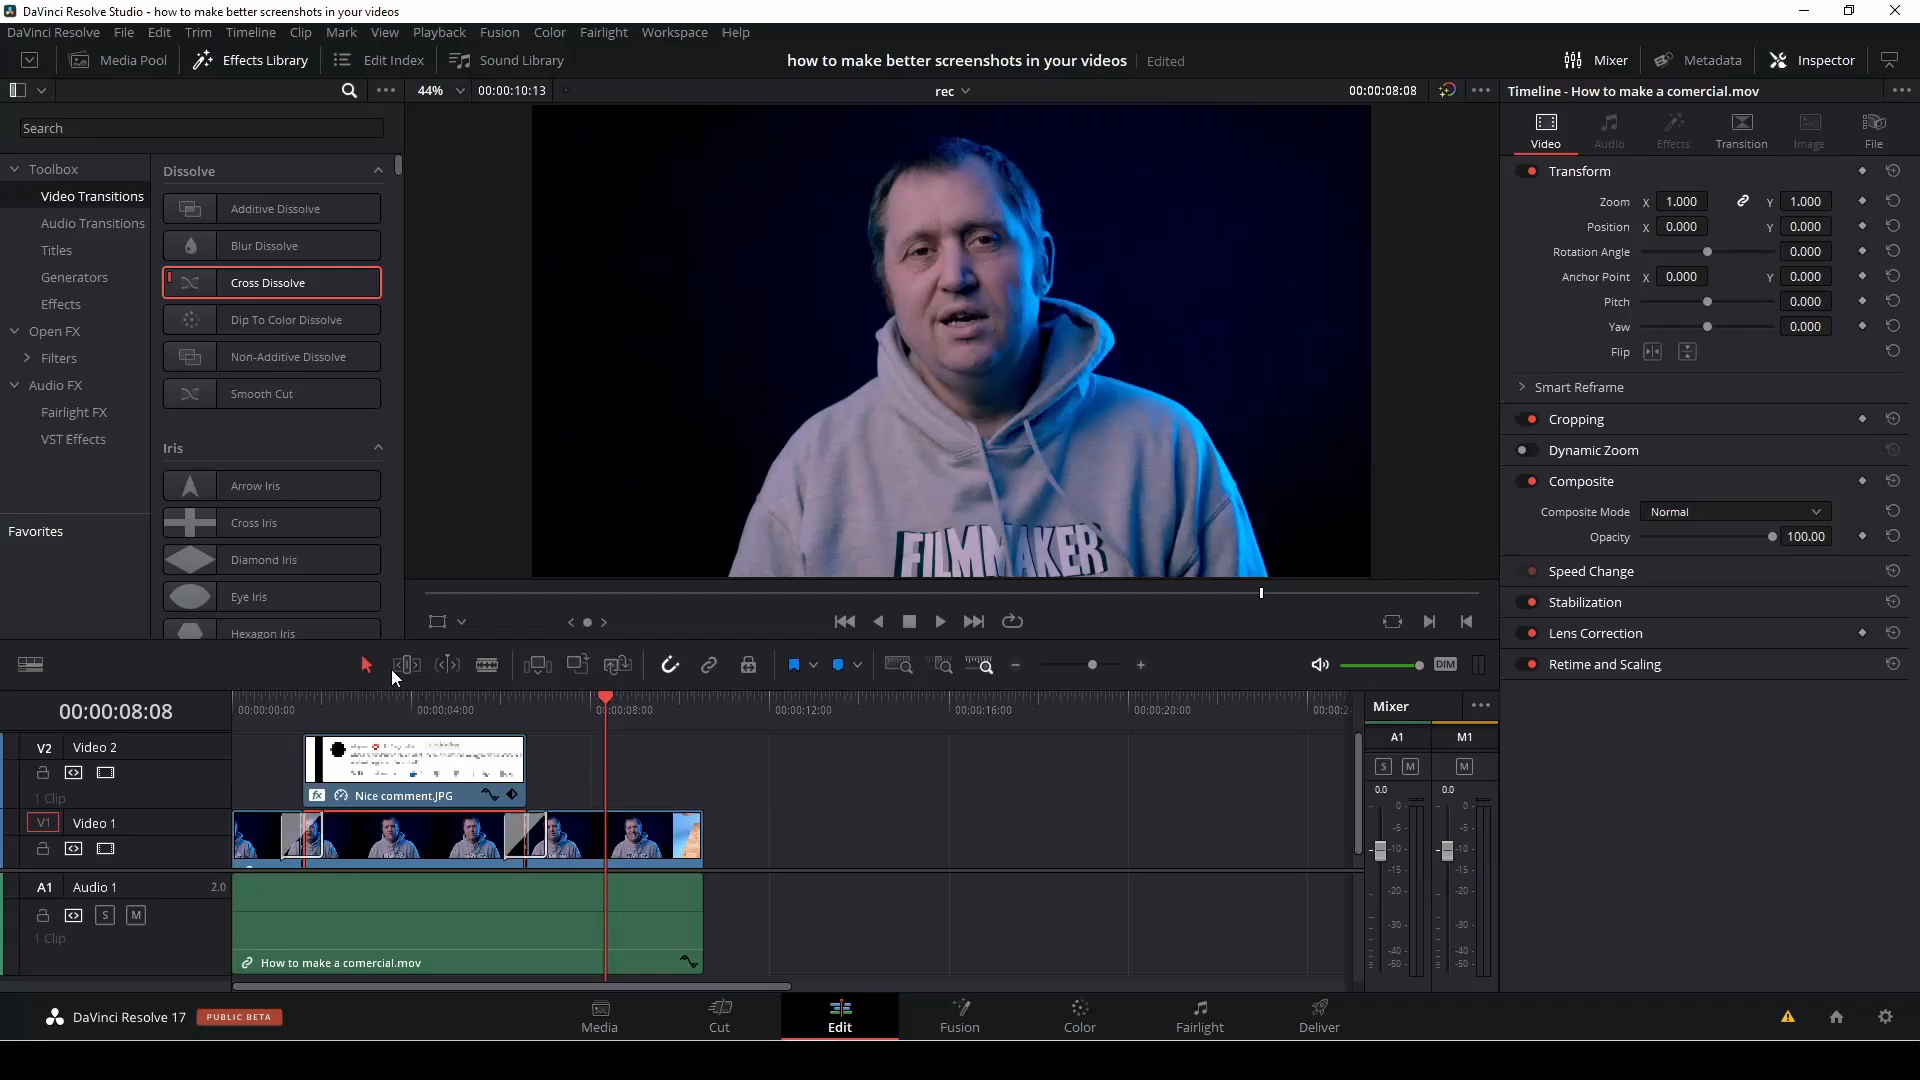 DaVinci Resolve Studio - how to make better screenshots in your videos
DaVinci Resolve File Edit Trim Timeline Clip Mark View Playback Fusion Color Fairlight Workspace Help
Media Pool Effects Library Edit Index Sound Library how to make better screenshots in your videos Edited Mixer Metadata Inspector
44% 00:00:10:13 rec 00:00:08:08 Timeline - How to make a comercial.mov
Search
Video Audio Effects Transition Image File
Toolbox
Video Transitions
Audio Transitions
Titles
Generators
Effects
Open FX
Filters
Audio FX
Fairlight FX
VST Effects
Favorites
Dissolve
Additive Dissolve
Blur Dissolve
Cross Dissolve
Dip To Color Dissolve
Non-Additive Dissolve
Smooth Cut
Iris
Arrow Iris
Cross Iris
Diamond Iris
Eye Iris
Hexagon Iris
FILMMAKER
Transform
Zoom X 1.000 Y 1.000
Position X 0.000 Y 0.000
Rotation Angle 0.000
Anchor Point X 0.000 Y 0.000
Pitch 0.000
Yaw 0.000
Flip
Smart Reframe
Cropping
Dynamic Zoom
Composite
Composite Mode Normal
Opacity 100.00
Speed Change
Stabilization
Lens Correction
Retime and Scaling
DIM
00:00:08:08
00:00:00:00 00:00:04:00 00:00:08:00 00:00:12:00 00:00:16:00 00:00:20:00 00:00:2
V2 Video 2
1 Clip
fx Nice comment.JPG
V1 Video 1
A1 Audio 1 2.0
S M
1 Clip
How to make a comercial.mov
Mixer
A1 M1
S M M
0.0 0.0
0 0
-5 -5
-10 -10
-15 -15
-20 -20
-30 -30
-40 -40
-50 -50
DaVinci Resolve 17 PUBLIC BETA
Media Cut Edit Fusion Color Fairlight Deliver